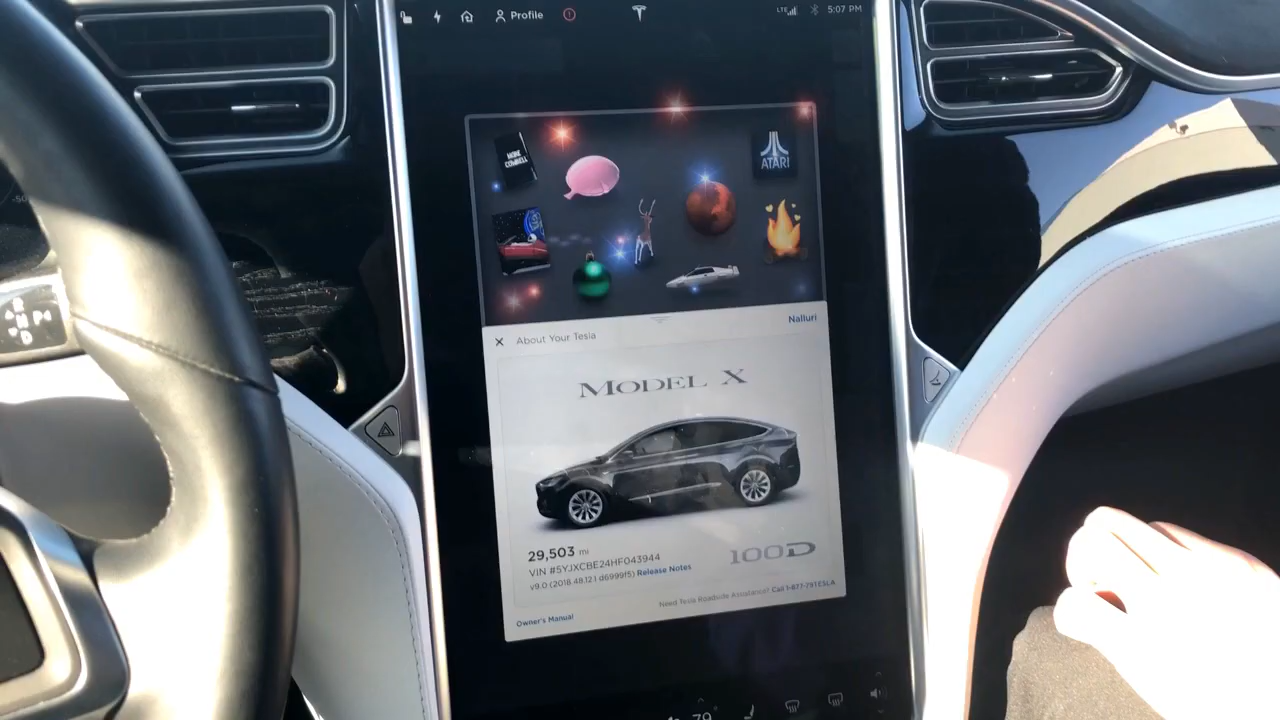 Profile
LTE
5:07 PM
MORE
COWBELL
ATARI
Nalluri
About Your Tesla
MODEL X
29,503 mi
VIN #5YJXCBE24HF043944
v9.0 (2018.48.12.1 d6999f5) Release Notes
100D
Need Tesla Roadside Assistance? Call 1-877-79TESLA
Owner's Manual
R
N
D
P
79